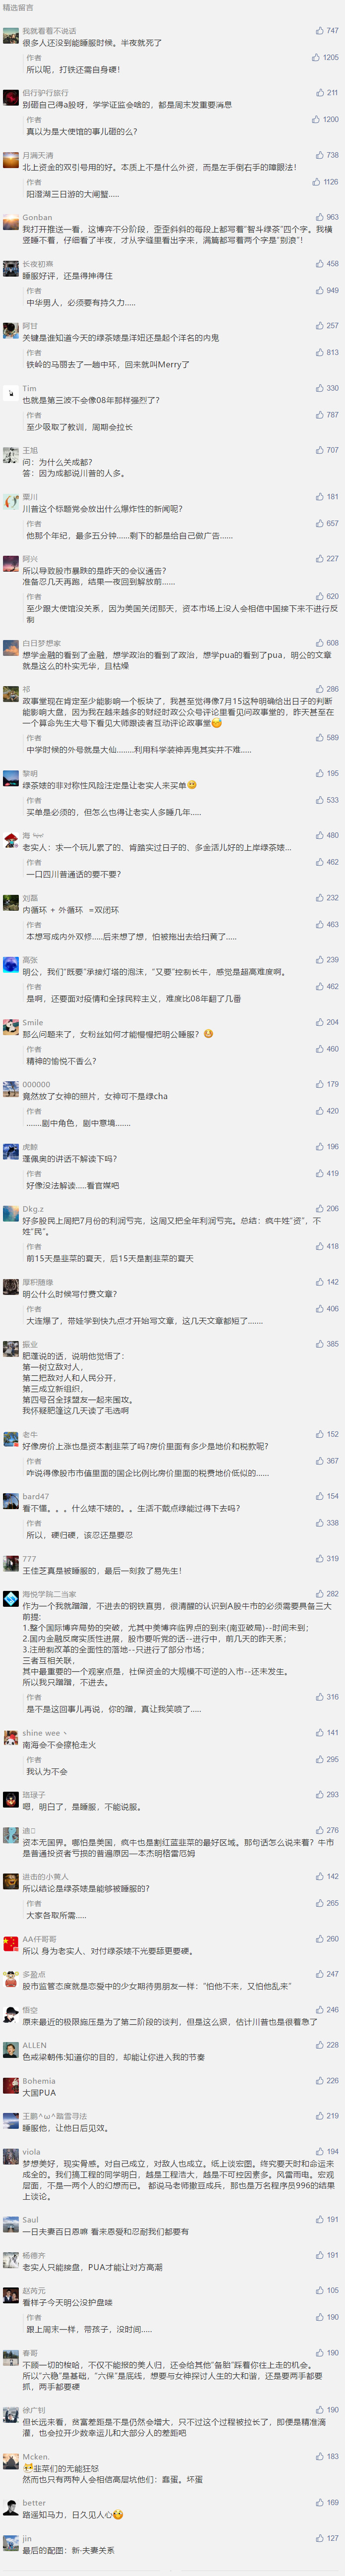 精选留言
我就看看不说话 747
很多人还没到能睡服时候。半夜就死了
作者 1205
所以呢，打铁还需自身硬！
侣行驴行旅行 211
别砸自己得a股呀，学学证监会啥的，都是周末发重要消息
作者 1200
真以为是大使馆的事儿砸的么？
月满天清 738
北上资金的双引号用的好。本质上不是什么外资，而是左手倒右手的障眼法！
作者 1126
阳澄湖三日游的大闸蟹.....
Gonban 963
我打开推送一看，这博弈不分阶段，歪歪斜斜的每段上都写着“智斗绿茶”四个字。我横
竖睡不着，仔细看了半夜，才从字缝里看出字来，满篇都写着两个字是“别浪”！
长夜初熹 458
睡服好评，还是得抻得住
作者 949
中华男人，必须要有持久力.....
阿甘 257
关键是谁知道今天的绿茶婊是洋妞还是起个洋名的内鬼
作者 813
铁岭的马丽去了一趟中环，回来就叫Merry了
Tim 330
也就是第三波不会像08年那样强烈了？
作者 787
至少吸取了教训，周期会拉长
王旭 707
问：为什么关成都？
答：因为成都说川普的人多。
粟川 181
川普这个标题党会放出什么爆炸性的新闻呢？
作者 657
他那个年纪，最多五分钟......剩下的都是给自己做广告......
阿兴 227
所以导致股市暴跌的是昨天的会议通告？
准备忍几天再跑，结果一夜回到解放前......
作者 620
至少跟大使馆没关系，因为美国关闭那天，资本市场上没人会相信中国接下来不进行反
制
白日梦想家 608
想学金融的看到了金融，想学政治的看到了政治，想学pua的看到了pua，明公的文章
就是这么的朴实无华，且枯燥
祁 286
政事堂现在肯定至少能影响一个板块了，我甚至觉得像7月15这种明确给出日子的判断
能影响大盘，因为我在越来越多的财经时政公众号评论里看见问政事堂的，昨天甚至在
一个算命先生大号下看见大师跟读者互动评论政事堂
作者 589
中学时候的外号就是大仙........利用科学装神弄鬼其实并不难.....
黎明 195
绿茶婊的非对称性风险注定是让老实人来买单
作者 533
买单是必须的，但怎么也得让老实人多睡几年.....
海 480
老实人：求一个玩儿累了的、肯踏实过日子的、多金活儿好的上岸绿茶婊...
作者 462
一口四川普通话的要不要？
刘磊 232
内循环 + 外循环 =双闭环
作者 463
本想写成内外双修.....后来想了想，怕被拖出去给扫黄了.....
高张 239
明公，我们“既要”承接灯塔的泡沫，“又要”控制长牛，感觉是超高难度啊。
作者 462
是啊，还要面对疫情和全球民粹主义，难度比08年翻了几番
Smile 204
那么问题来了，女粉丝如何才能慢慢把明公睡服？
作者 460
精神的愉悦不香么？
000000 179
竟然放了女神的照片，女神可不是绿cha
作者 420
.......剧中角色，剧中意境.......
虎鲸 196
蓬佩奥的讲话不解读下吗？
作者 419
好像没法解读.....看官媒吧
Dkg.z 206
好多股民上周把7月份的利润亏完，这周又把全年利润亏完。总结：疯牛姓“资”，不
姓“民”。
作者 418
前15天是韭菜的夏天，后15天是割韭菜的夏天
厚积随缘 142
明公什么时候写付费文章？
作者 406
大连爆了，带娃学到快九点才开始写文章，这几天文章都短了.......
振业 385
肥蓬说的话，说明他觉悟了：
第一树立敌对人，
第二把敌对人和人民分开，
第三成立新组织，
第四号召全球盟友一起来围攻。
我怀疑肥篷这几天读了毛选啊
老牛 152
好像房价上涨也是资本割韭菜了吗?房价里面有多少是地价和税款呢?
作者 367
咋说得像股市市值里面的国企比例比房价里面的税费地价低似的......
bard47 154
看不懂。。。什么婊不婊的。。生活不戴点绿能过得下去吗？
作者 338
所以，硬归硬，该忍还是要忍
777 319
王佳芝真是被睡服的，最后一刻救了易先生！
海悦学院二当家 282
作为一个我就蹭蹭，不进去的钢铁直男，很清醒的认识到A股牛市的必须需要具备三大
前提:
1.整个国际博弈局势的突破，尤其中美博弈临界点的到来(南亚破局)--时间未到；
2.国内金融反腐实质性进展，股市要听党的话--进行中，前几天的昨天系；
3.注册制改革的全面性的落地--只进行了部分市场；
三者互相关联，
其中最重要的一个观察点是，社保资金的大规模不可逆的入市--还未发生。
所以我只蹭蹭，不进去。
作者 316
是不是这回事儿再说，你的蹭，真让我笑喷了.....
shine wee丶 141
南海会不会擦枪走火
作者 295
我认为不会
琭琭子 293
嗯，明白了，是睡服，不能说服。
迺 276
资本无国界。哪怕是美国，疯牛也是割红蓝韭菜的最好区域。那句话怎么说来看？牛市
是普通投资者亏损的普遍原因—本杰明格雷厄姆
进击的小黄人 142
所以结论是绿茶婊是能够被睡服的？
作者 265
大家各取所需.....
AA仟哥哥 260
所以 身为老实人、对付绿茶婊不光要舔更要硬。
多盈点 247
股市监管态度就是恋爱中的少女期待男朋友一样：“怕他不来，又怕他乱来”
悟空 246
原来最近的极限施压是为了第二阶段的谈判，但是这么狠，估计川普也是很着急了
ALLEN 228
色戒梁朝伟:知道你的目的，却能让你进入我的节奏
Bohemia 226
大国PUA
王鹏^ω^踏雪寻法 219
睡服他，让他日后见效。
viola 194
梦想美好，现实骨感。对自己成立，对敌人也成立。纸上谈宏图。终究要天时和命运来
成全的。我们搞工程的同学明白，越是工程浩大，越是不可控因素多。风雷雨电。宏观
层面，不是一两个人的幻想而已。 都说马老师撒豆成兵，那也是万名程序员996的结果
上谈论。
Saul 191
一日夫妻百日恩嘛 看来恩爱和忍耐我们都要有
杨德齐 191
老实人只能接盘，PUA才能让对方高潮
赵芮元 105
看样子今天明公没护盘喽
作者 190
跟上周末一样，带孩子，没时间.....
春哥 190
不顾一切的梭哈，不仅不能报的美人归，还会给其他“备胎”踩着你往上走的机会。
所以“六稳”是基础，“六保”是底线，想要与女神探讨人生的大和谐，还是要两手都要
抓，两手都要硬
徐广钊 190
但长远来看，贫富差距是不是仍然会增大，只不过这个过程被拉长了，即便是精准滴
灌，也会拉开少数幸运儿和大部分人的差距吧
Mcken. 183
韭菜们的无能狂怒
然而也只有两种人会相信高层坑他们：蠢蛋。坏蛋
better 169
路遥知马力，日久见人心
jin 127
最后的配图：新·夫妻关系